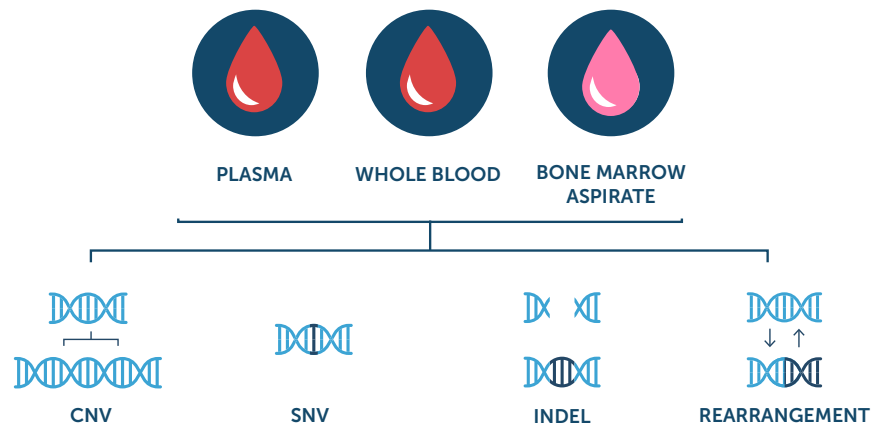 PLASMA
WHOLE BLOOD
BONE MARROW
ASPIRATE
CNV
SNV
INDEL
REARRANGEMENT